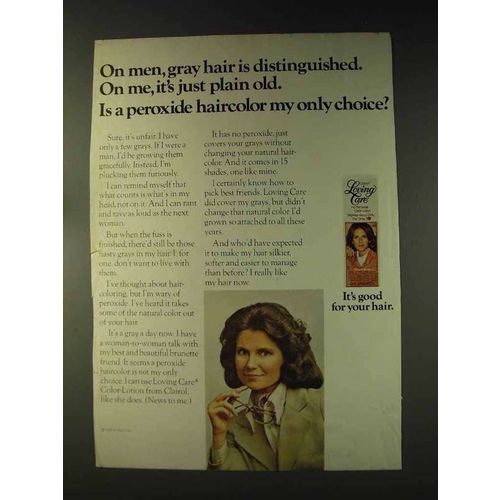 On men, gray hair is distinguished.
On me, it's just plain old.
Is a peroxide haircolor my only choice?
Sure, it's unfair. I have
only a few grays. If I were a
man, I'd be growing them
gracefully. Instead, I'm
plucking them furiously.
I can remind myself that
what counts is what's in my
head, not on it. And I can rant
and rave as loud as the next
woman.
But when the fuss is
finished, there'd still be those
nasty grays in my hair. I, for
one, don't want to live with
them.
I've thought about hair-
coloring, but I'm wary of
peroxide. I've heard it takes
some of the natural color out
of your hair.
It's a gray a day now. I have
a woman-to-woman talk with
my best and beautiful brunette
friend. It seems a peroxide
haircolor is not my only
choice. I can use Loving Care®
Color-Lotion from Clairol,
like she does. (News to me.)
It has no peroxide, just
covers your grays without
changing your natural hair-
color. And it comes in 15
shades, one like mine.
I certainly know how to
pick best friends. Loving Care
did cover my grays, but didn't
change that natural color I'd
grown so attached to all these
years.
And who'd have expected
it to make my hair silkier,
softer and easier to manage
than before? I really like
my hair now.
Loving
Care
It's good
for your hair.